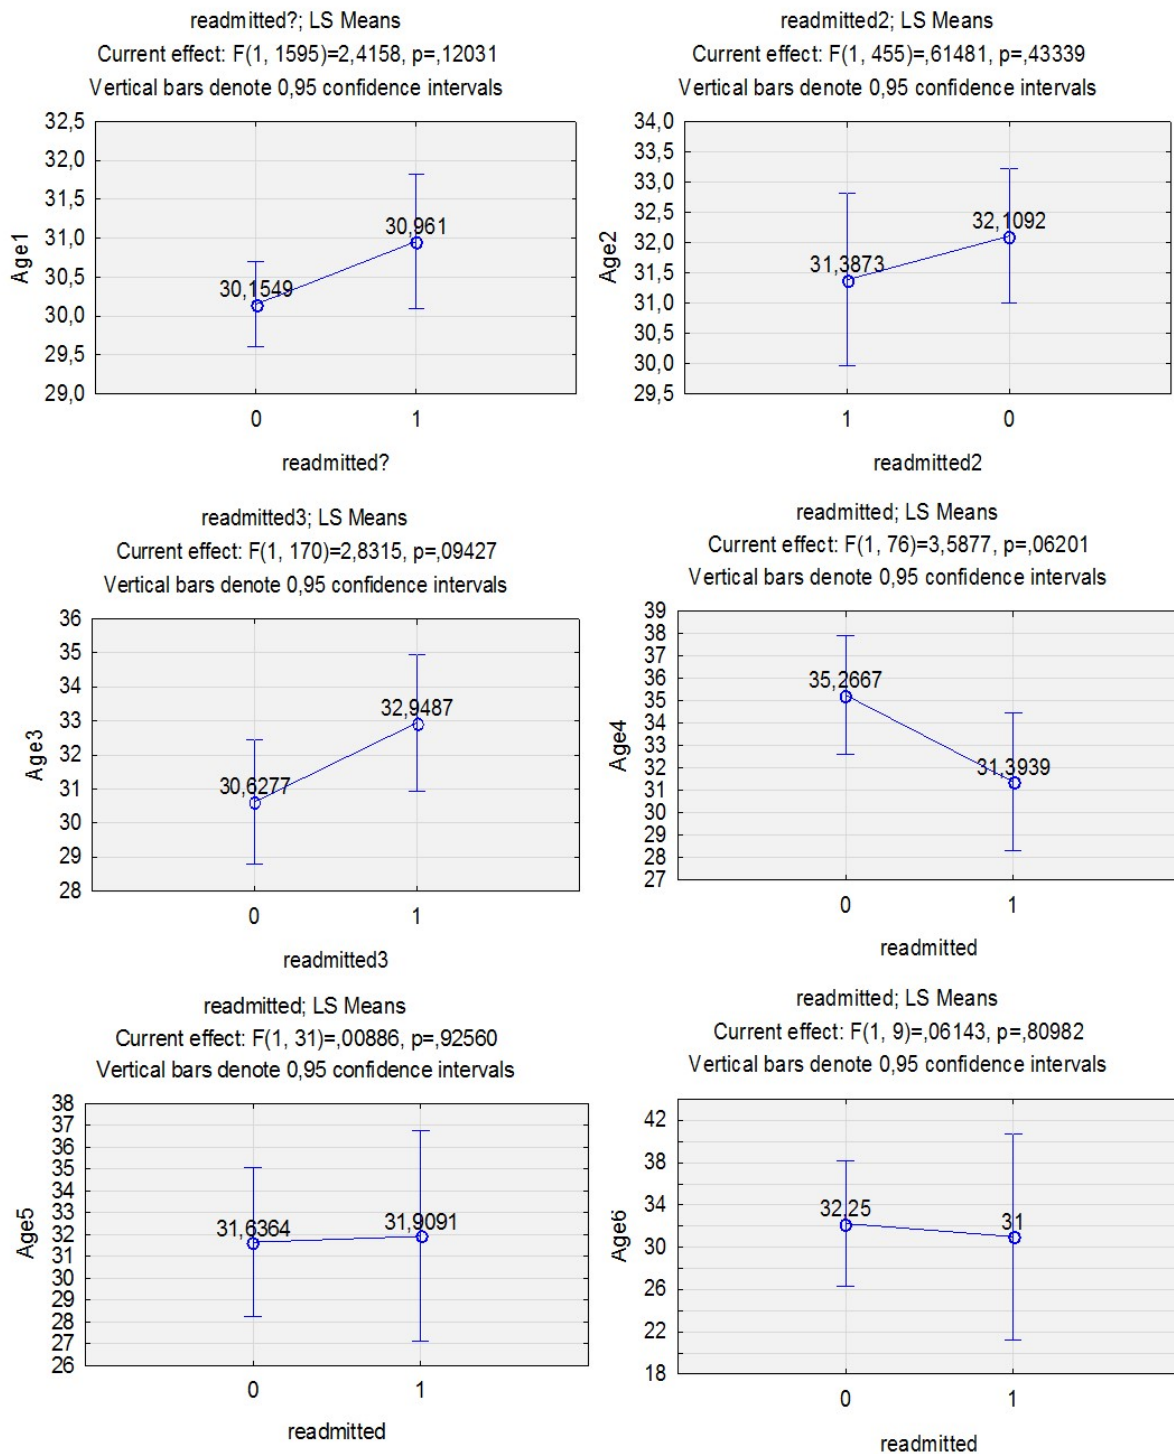 readmitted?; LS Means
Current effect: F(1, 1595)=2,4158, p=,12031
Vertical bars denote 0,95 confidence intervals
32,5
32,0
31,5
31,0
30,5
30,0
29,5
29,0
Age1
30,1549
30,961
0
1
readmitted?
readmitted2; LS Means
Current effect: F(1, 455)=,61481, p=,43339
Vertical bars denote 0,95 confidence intervals
34,0
33,5
33,0
32,5
32,0
31,5
31,0
30,5
30,0
29,5
Age2
31,3873
32,1092
1
0
readmitted2
readmitted3; LS Means
Current effect: F(1, 170)=2,8315, p=,09427
Vertical bars denote 0,95 confidence intervals
36
35
34
33
32
31
30
29
28
Age3
30,6277
32,9487
0
1
readmitted3
readmitted; LS Means
Current effect: F(1, 76)=3,5877, p=,06201
Vertical bars denote 0,95 confidence intervals
39
38
37
36
35
34
33
32
31
30
29
28
27
Age4
35,2667
31,3939
0
1
readmitted
readmitted; LS Means
Current effect: F(1, 31)=,00886, p=,92560
Vertical bars denote 0,95 confidence intervals
38
37
36
35
34
33
32
31
30
29
28
27
26
Age5
31,6364
31,9091
0
1
readmitted
readmitted; LS Means
Current effect: F(1, 9)=,06143, p=,80982
Vertical bars denote 0,95 confidence intervals
42
38
34
30
26
22
18
Age6
32,25
31
0
1
readmitted